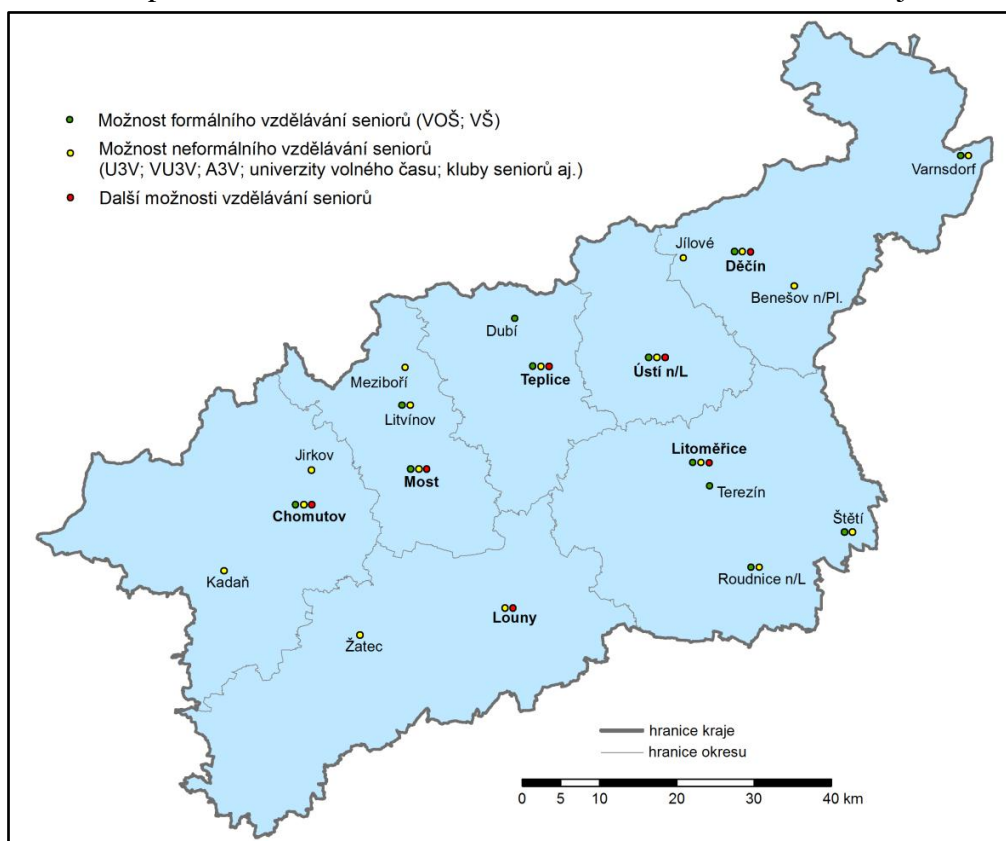 Možnost formálního vzdělávání seniorů (VOŠ; VŠ)
Možnost neformálního vzdělávání seniorů
(U3V; VU3V; A3V; univerzity volného času; kluby seniorů aj.)
Další možnosti vzdělávání seniorů
Varnsdorf
Jílové
Děčín
Benešov n/Pl.
Dubí
Teplice
Ústí n/L
Meziboří
Litvínov
Jirkov
Most
Chomutov
Litoměřice
Terezín
Štětí
Roudnice n/L
Kadaň
Louny
Žatec
hranice kraje
hranice okresu
0 5 10 20 30 40 km